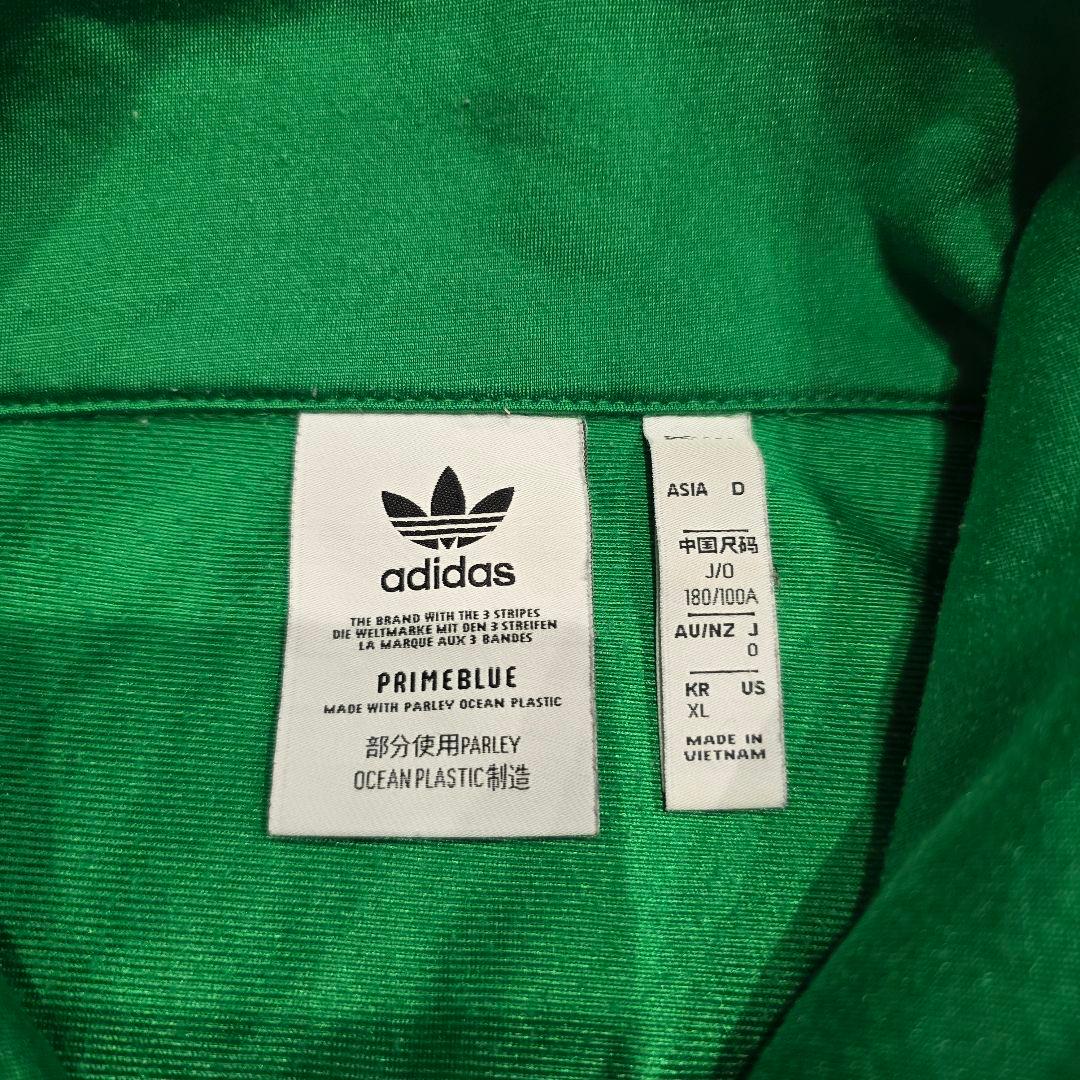 adidas
THE BRAND WITH THE 3 STRIPES
DIE WELTMARKE MIT DEN 3 STREIFEN
LA MARQUE AUX 3 BANDES
PRIMEBLUE
MADE WITH PARLEY OCEAN PLASTIC
部分使用PARLEY
OCEAN PLASTIC制造
ASIA D
中国尺码
J/O
180/100A
AU/NZ J
O
KR US
XL
MADE IN
VIETNAM